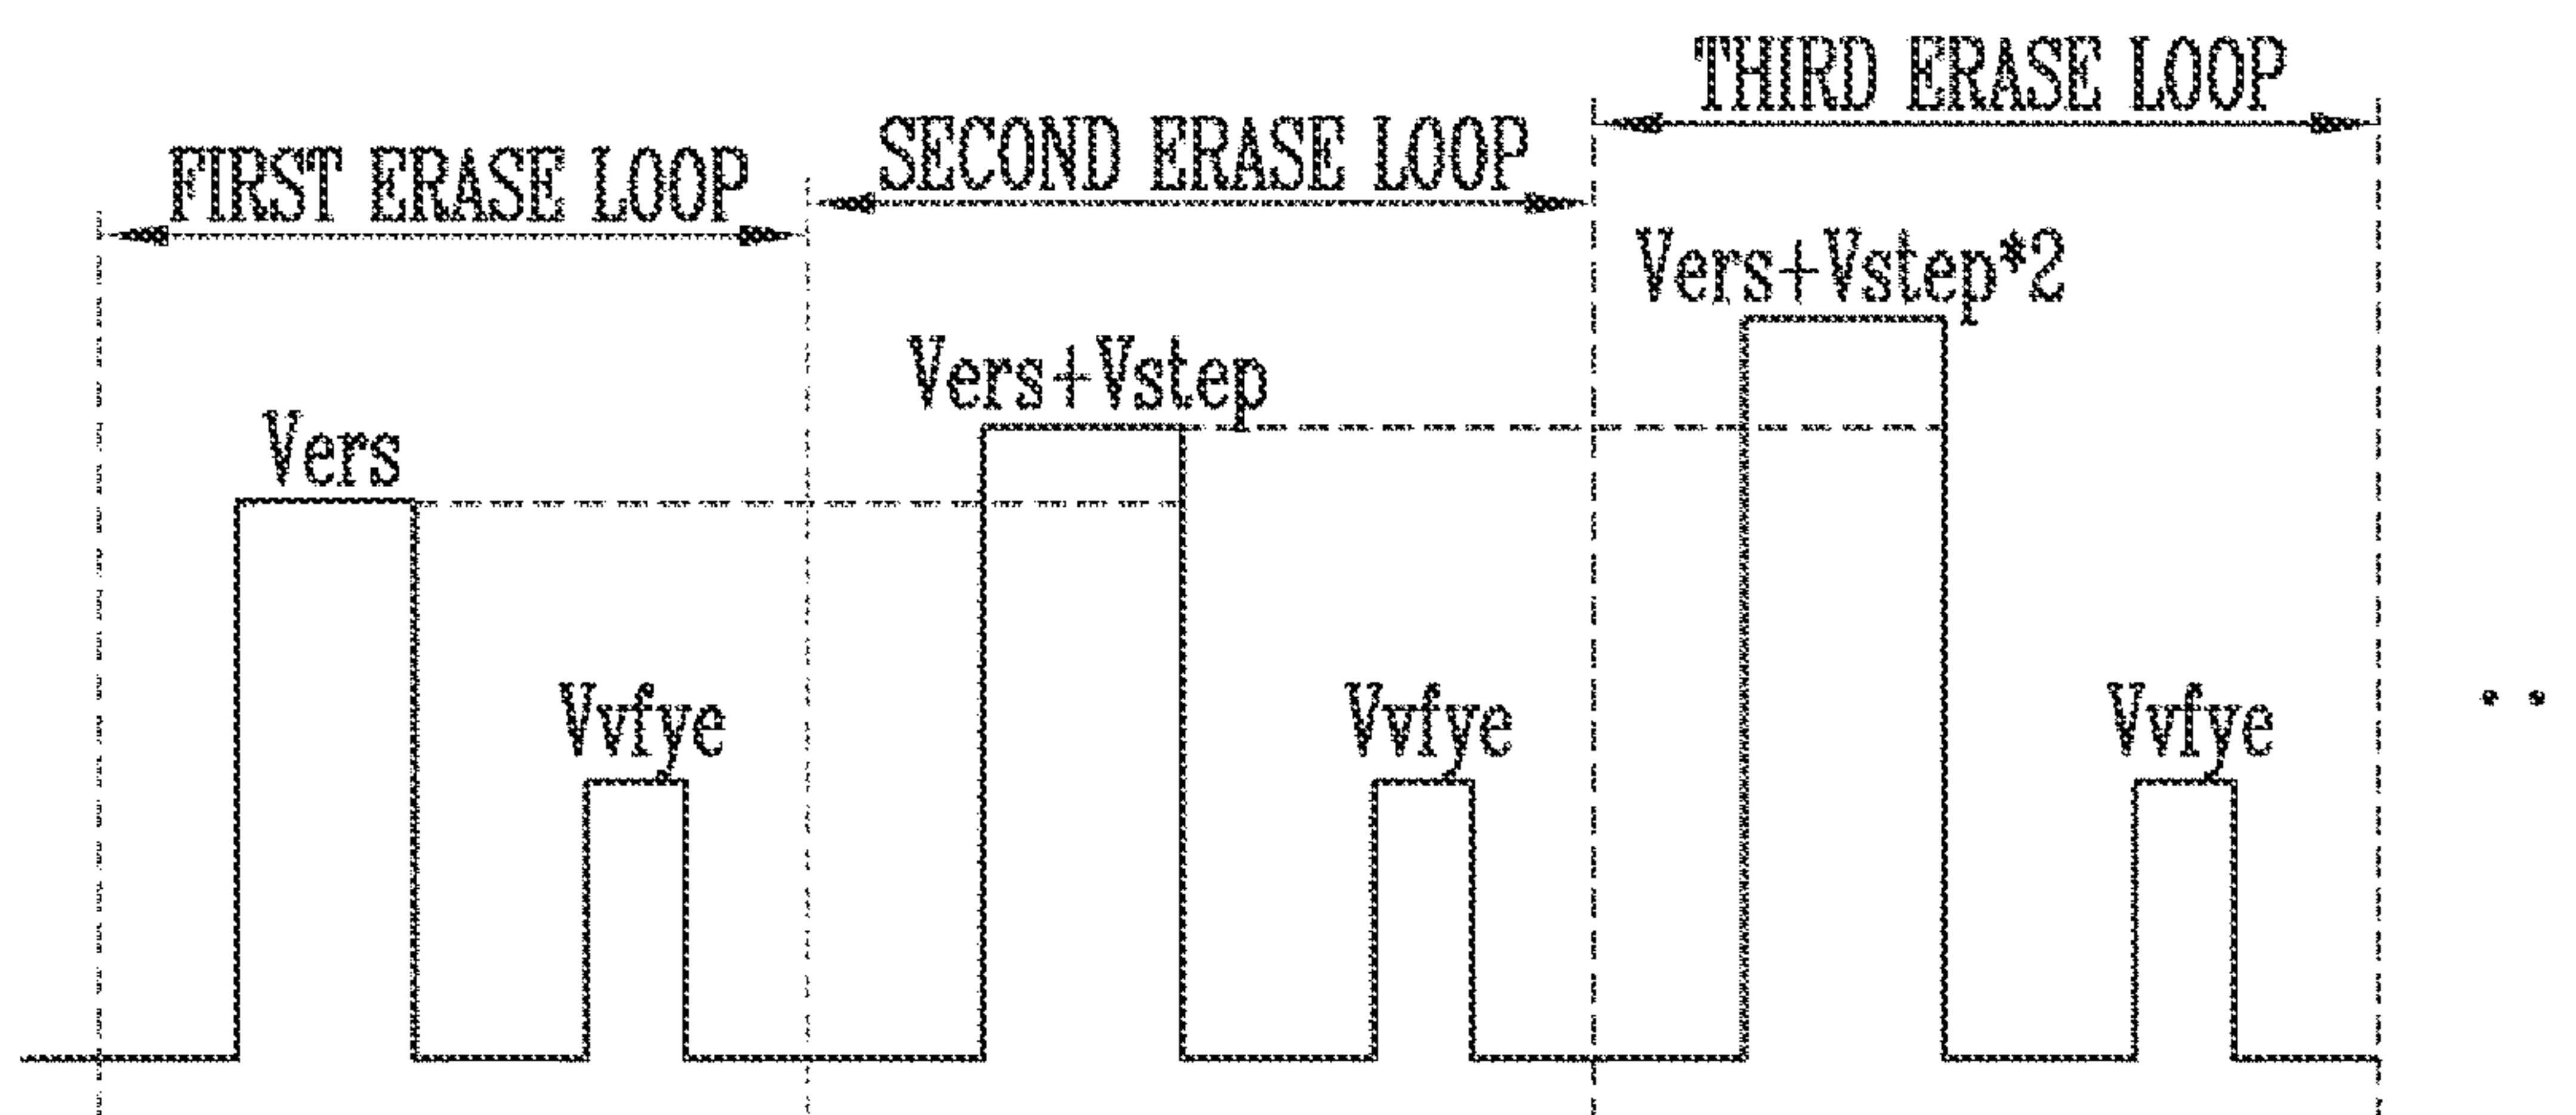 THIRD ERASE LOOP
SECOND ERASE LOOP
FIRST ERASE LOOP
Vers+Vstep*2
Vers+Vstep
Vers
Vvfye
Vvfye
Vvfye